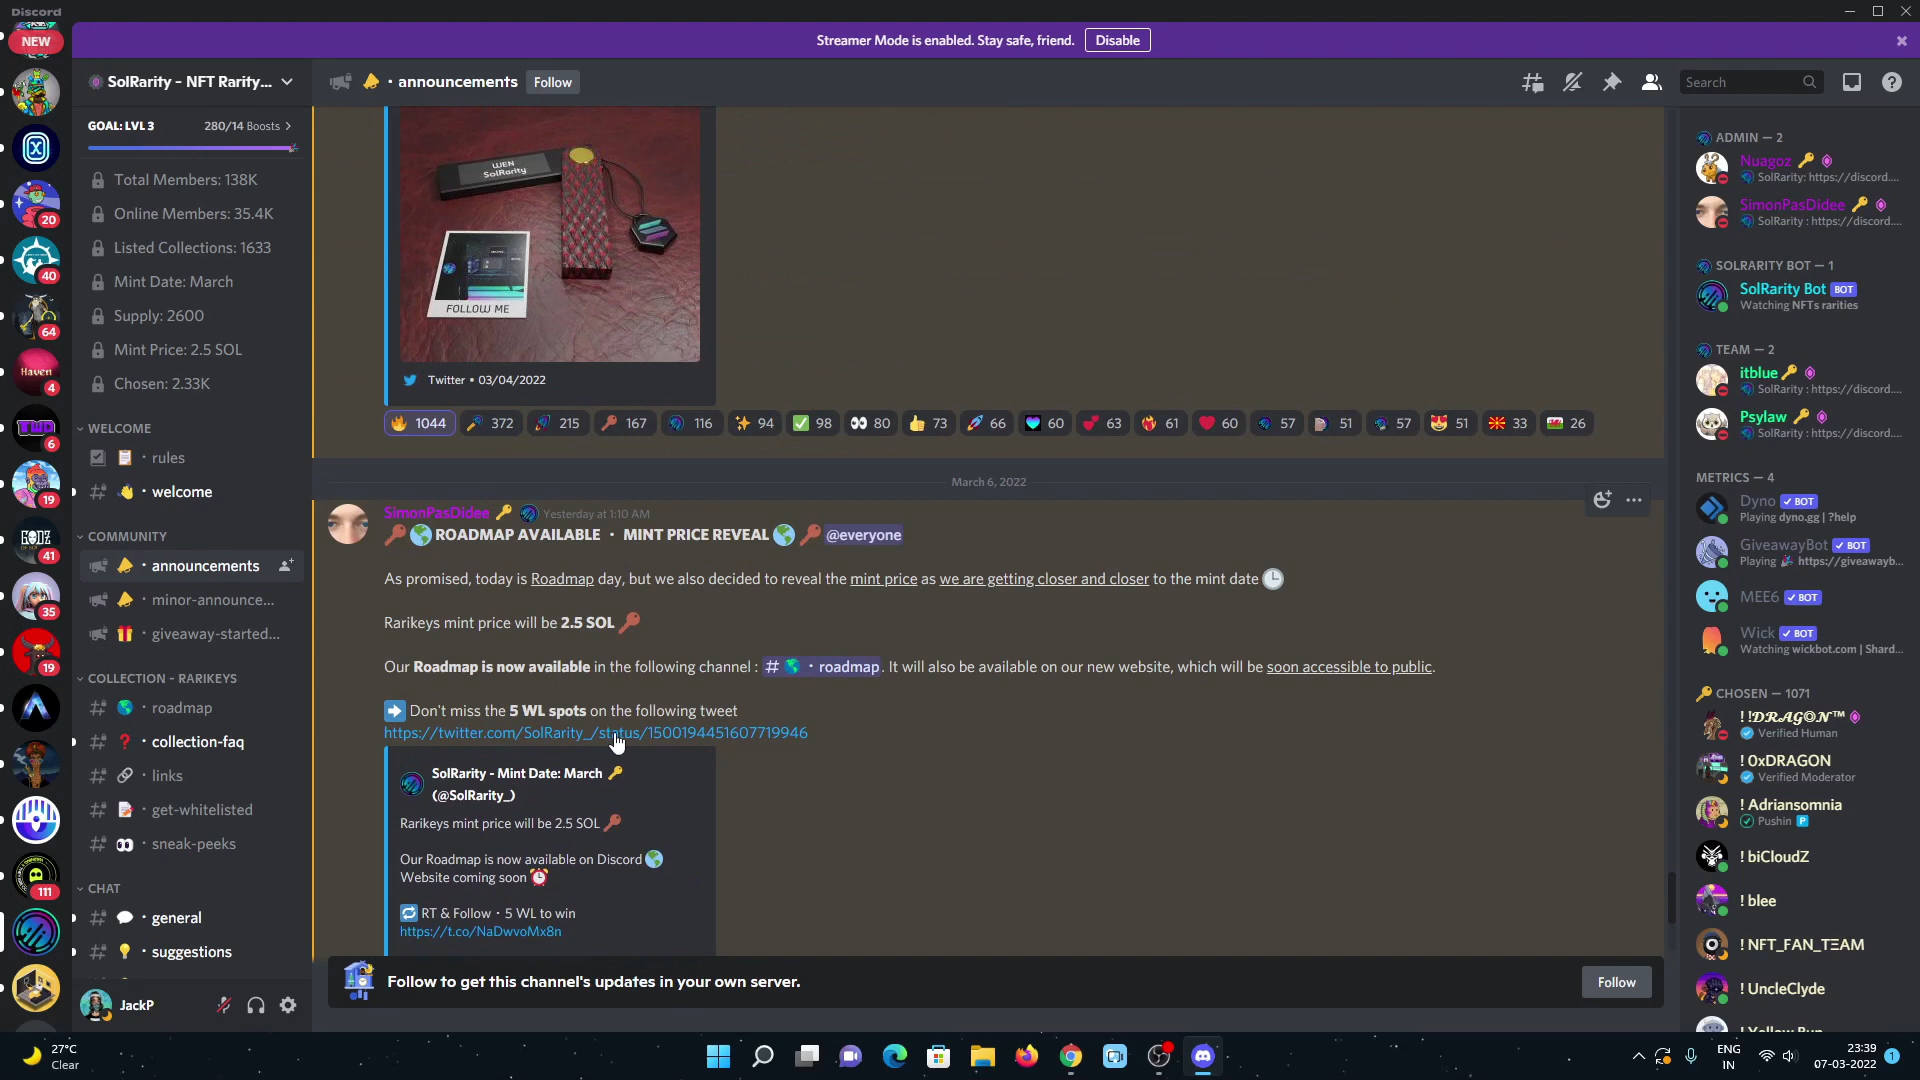 Discord
Streamer Mode is enabled. Stay safe, friend. Disable
NEW
20
40
64
Haven
4
TWD
6
19
41
35
19
111
SolRarity - NFT Rarity...
GOAL: LVL 3 280/14 Boosts >
Total Members: 138K
Online Members: 35.4K
Listed Collections: 1633
Mint Date: March
Supply: 2600
Mint Price: 2.5 SOL
Chosen: 2.33K
WELCOME
rules
welcome
COMMUNITY
announcements
minor-announce...
giveaway-started...
COLLECTION - RARIKEYS
roadmap
collection-faq
links
get-whitelisted
sneak-peeks
CHAT
general
suggestions
JackP
announcements Follow
Search
WEN
SolRarity
FOLLOW ME
Twitter • 03/04/2022
1044 372 215 167 116 94 98 80 73 66 60 63 61 60 57 51 57 51 33 26
March 6, 2022
SimonPasDidee Yesterday at 1:10 AM
ROADMAP AVAILABLE • MINT PRICE REVEAL @everyone
As promised, today is Roadmap day, but we also decided to reveal the mint price as we are getting closer and closer to the mint date
Rarikeys mint price will be 2.5 SOL
Our Roadmap is now available in the following channel : # • roadmap. It will also be available on our new website, which will be soon accessible to public.
Don't miss the 5 WL spots on the following tweet
https://twitter.com/SolRarity_/status/1500194451607719946
SolRarity - Mint Date: March
(@SolRarity_)
Rarikeys mint price will be 2.5 SOL
Our Roadmap is now available on Discord
Website coming soon
RT & Follow • 5 WL to win
https://t.co/NaDwvoMx8n
Follow to get this channel's updates in your own server. Follow
ADMIN — 2
Nuagoz
SolRarity: https://discord....
SimonPasDidee
SolRarity : https://discord....
SOLRARITY BOT — 1
SolRarity Bot BOT
Watching NFTs rarities
TEAM — 2
itblue
SolRarity : https://discord....
Psylaw
SolRarity : https://discord....
METRICS — 4
Dyno BOT
Playing dyno.gg | ?help
GiveawayBot BOT
Playing https://giveawayb...
MEE6 BOT
Wick BOT
Watching wickbot.com | Shard...
CHOSEN — 1071
! !𝓓𝓡𝓐𝓖𝓞𝓝™
Verified Human
! 0xDRAGON
Verified Moderator
! Adriansomnia
Pushin P
! biCloudZ
! blee
! NFT_FAN_TEAM
! UncleClyde
27°C
Clear
ENG
IN
23:39
07-03-2022
1